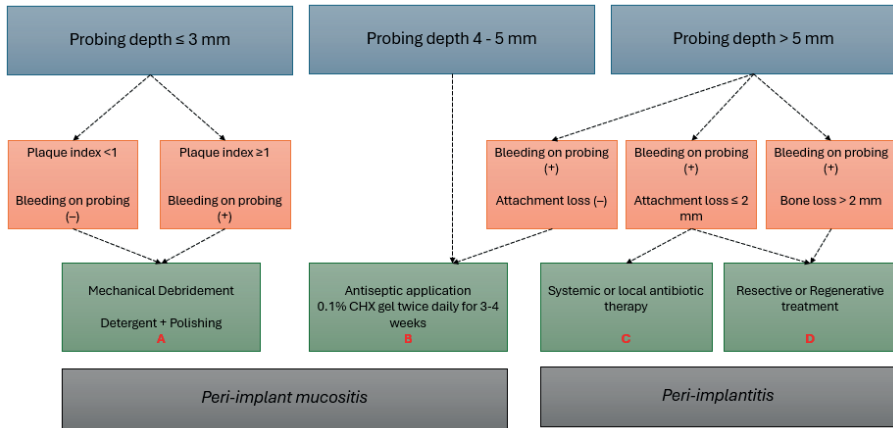 Probing depth ≤ 3 mm
Probing depth 4 - 5 mm
Probing depth > 5 mm
Plaque index <1
Bleeding on probing
(–)
Plaque index ≥1
Bleeding on probing
(+)
Bleeding on probing
(+)
Attachment loss (–)
Bleeding on probing
(+)
Attachment loss ≤ 2
mm
Bleeding on probing
(+)
Bone loss > 2 mm
Mechanical Debridement
Detergent + Polishing
A
Antiseptic application
0.1% CHX gel twice daily for 3-4
weeks
B
Systemic or local antibiotic
therapy
C
Resective or Regenerative
treatment
D
Peri-implant mucositis
Peri-implantitis